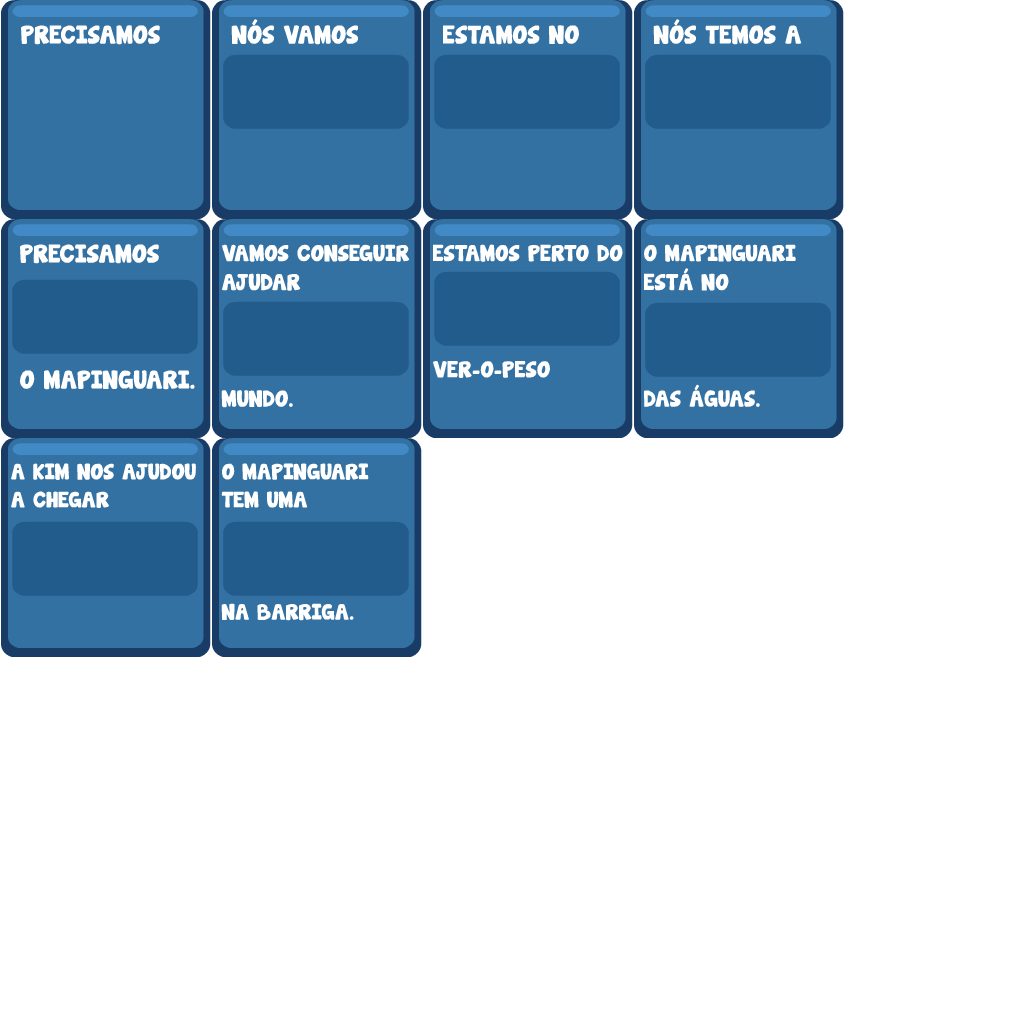 PRECISAMOS
NÓS VAMOS
ESTAMOS NO
NÓS TEMOS A
PRECISAMOS
O MAPINGUARI.
VAMOS CONSEGUIR
AJUDAR
MUNDO.
ESTAMOS PERTO DO
VER-O-PESO
O MAPINGUARI
ESTÁ NO
DAS ÁGUAS.
A KIM NOS AJUDOU
A CHEGAR
O MAPINGUARI
TEM UMA
NA BARRIGA.